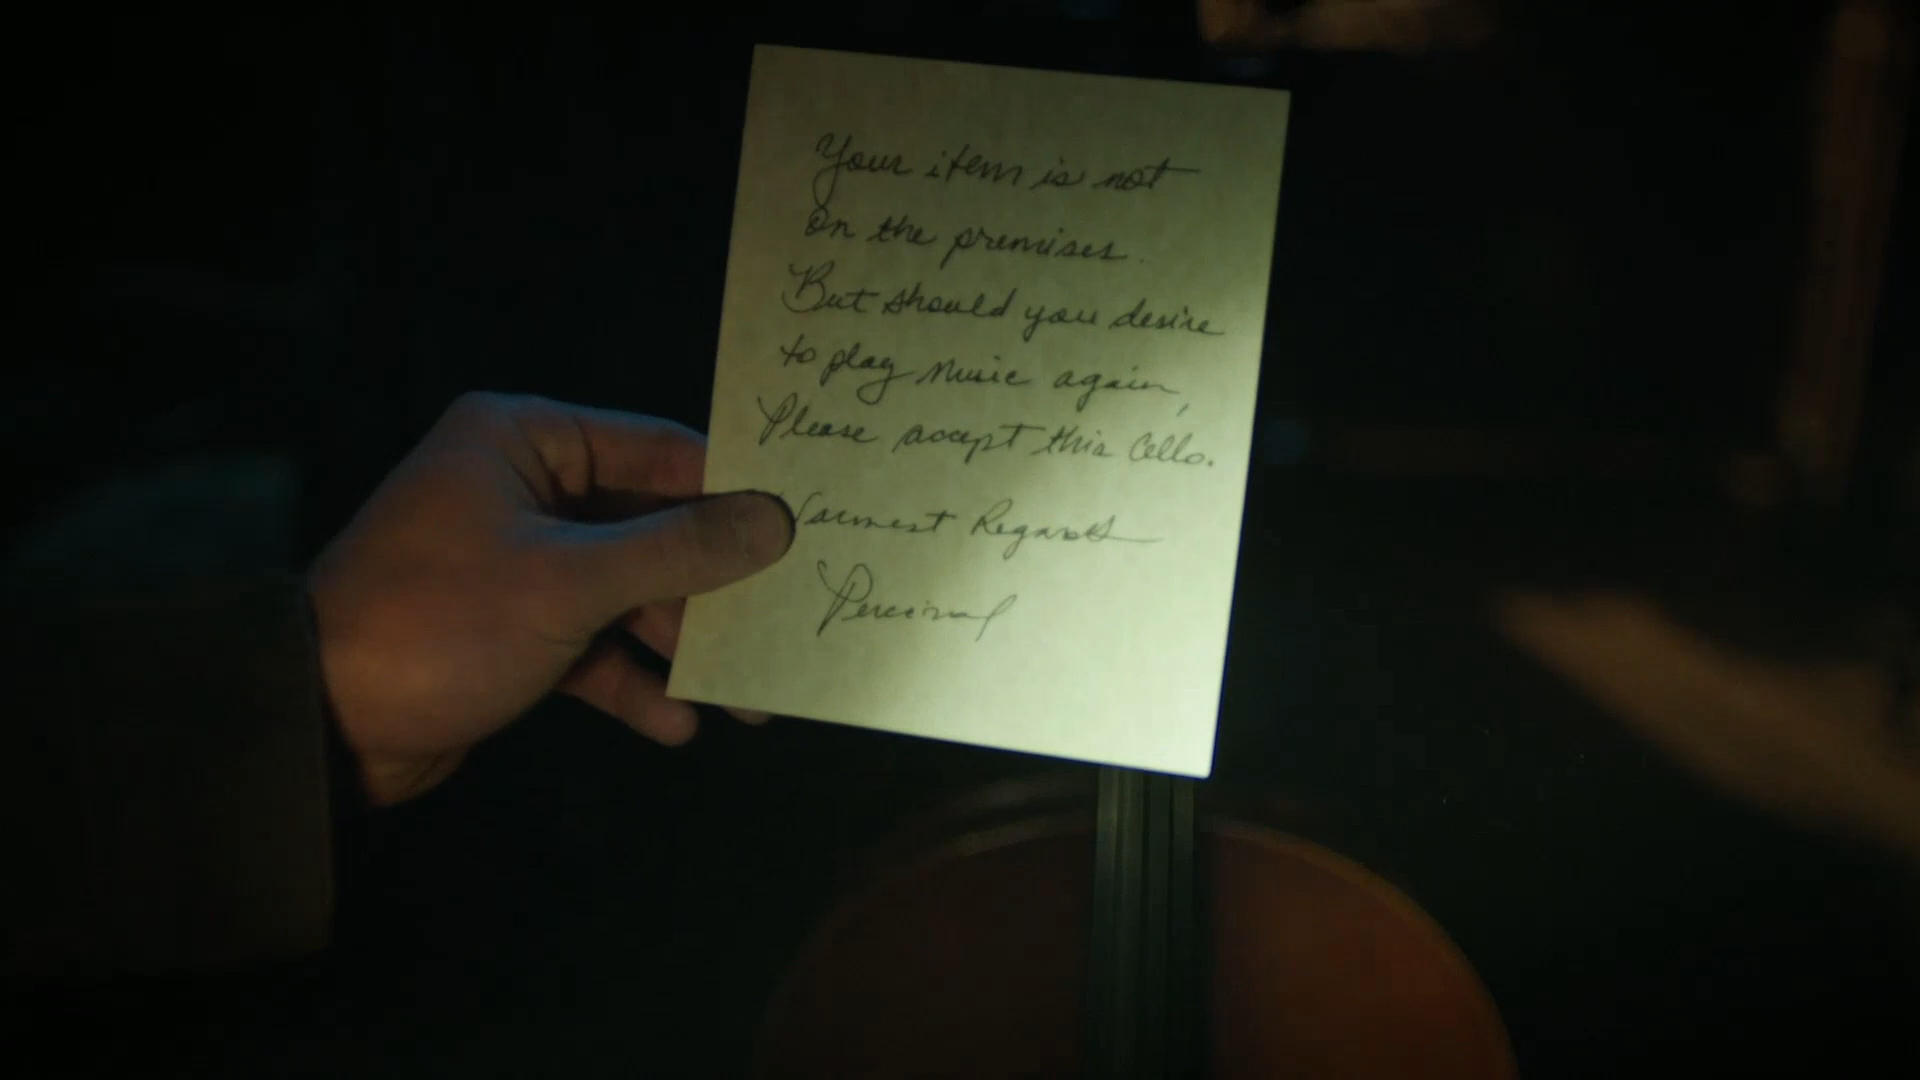 Your item is not
on the premises.
But should you desire
to play music again,
Please accept this Cello.
Warmest Regards
Percival